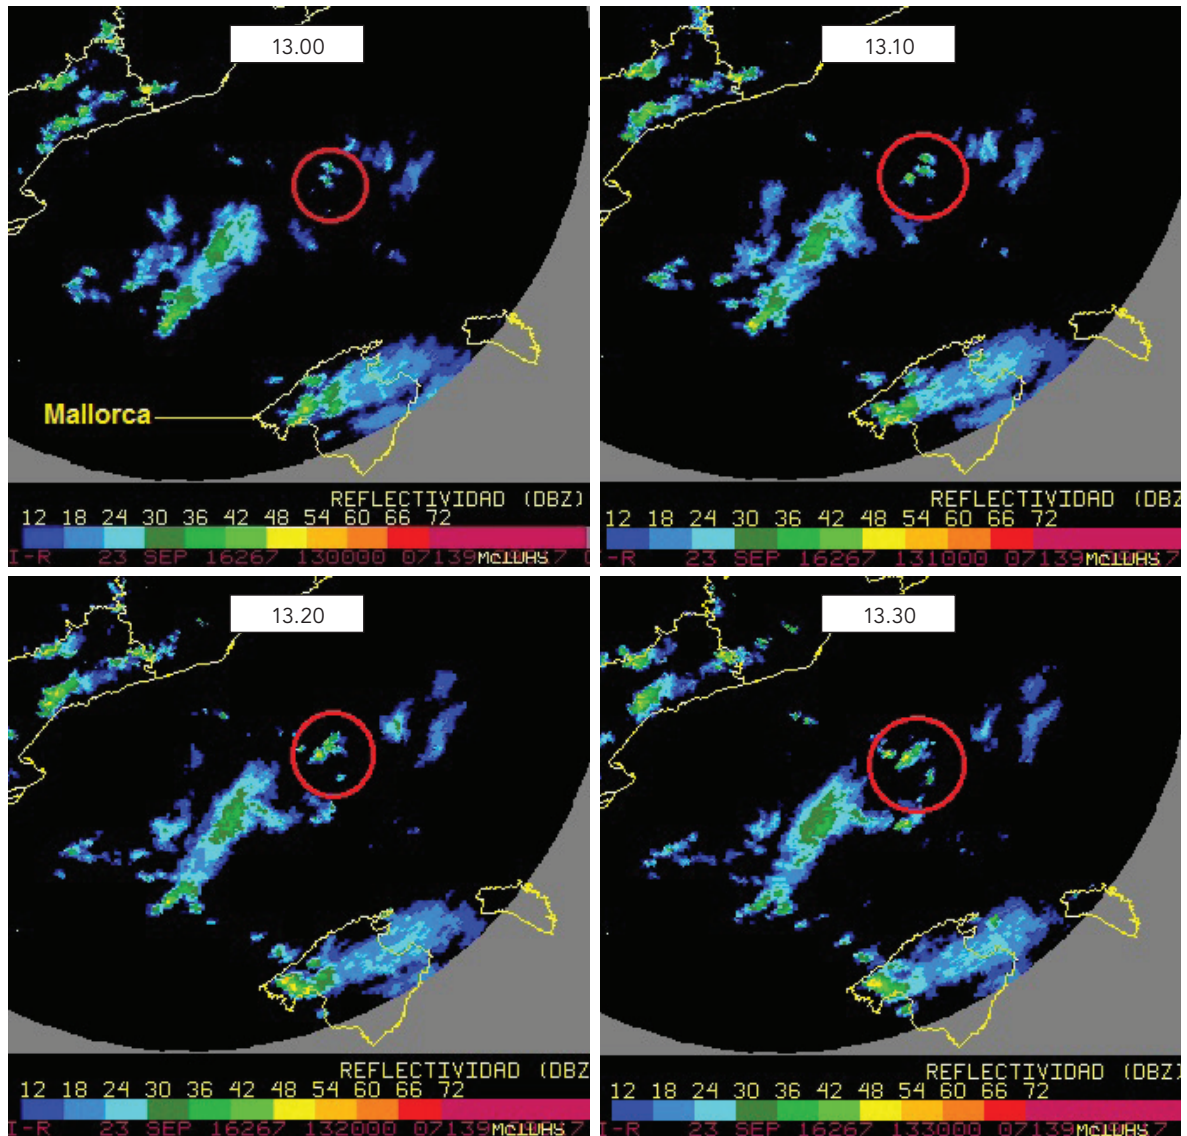 13.00
Mallorca
REFLECTIVIDAD (DBZ)
12 18 24 30 36 42 48 54 60 66 72
I-R 23 SEP 16267 130000 07139 McIDAS 7
13.10
REFLECTIVIDAD (DBZ
12 18 24 30 36 42 48 54 60 66 72
I-R 23 SEP 16267 131000 07139 McIDAS 7
13.20
REFLECTIVIDAD (DBZ
12 18 24 30 36 42 48 54 60 66 72
I-R 23 SEP 16267 132000 07139 McIDAS 7
13.30
REFLECTIVIDAD (DBZ
12 18 24 30 36 42 48 54 60 66 72
I-R 23 SEP 16267 133000 07139 McIDAS 7